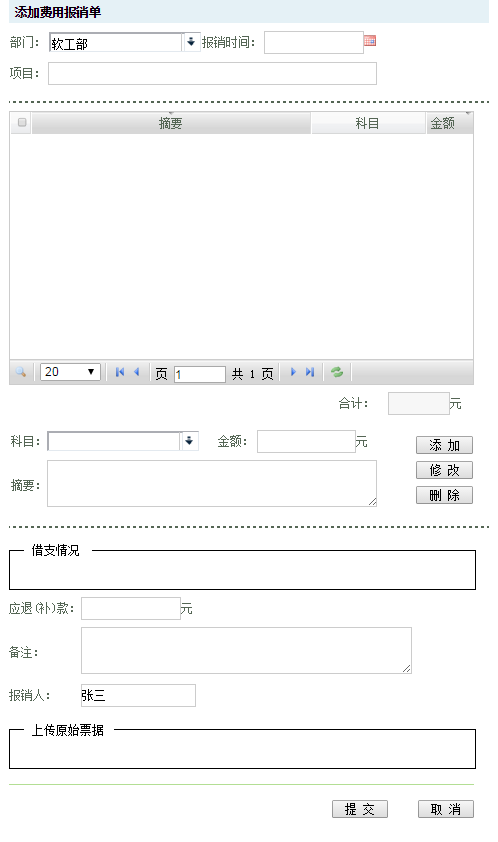 添加费用报销单
部门： 软工部 报销时间：
项目：
摘要 科目 金额
20 页 1 共 1 页
合计： 元
科目： 金额： 元 添 加
修 改
摘要：
删 除
借支情况
应退(补)款： 元
备注：
报销人： 张三
上传原始票据
提 交 取 消